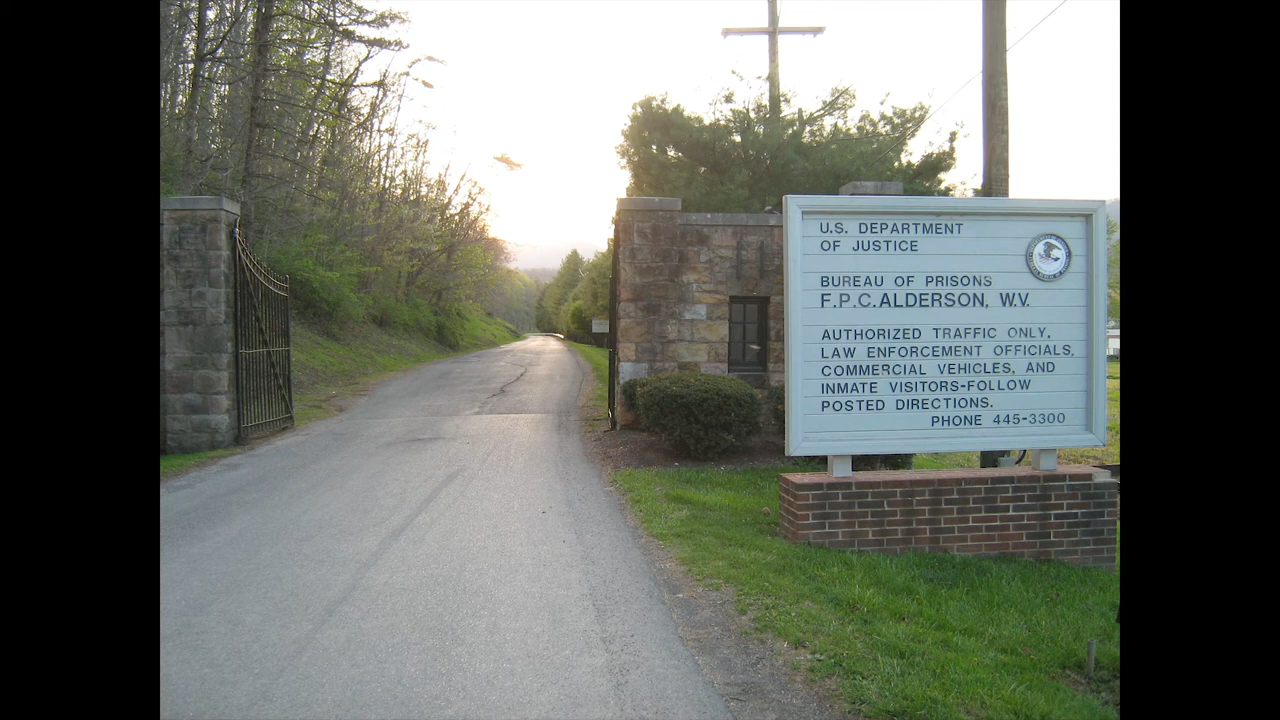 U.S. DEPARTMENT
OF JUSTICE
BUREAU OF PRISONS
F.P.C. ALDERSON, W.V.
AUTHORIZED TRAFFIC ONLY,
LAW ENFORCEMENT OFFICIALS,
COMMERCIAL VEHICLES, AND
INMATE VISITORS-FOLLOW
POSTED DIRECTIONS.
PHONE 445-3300